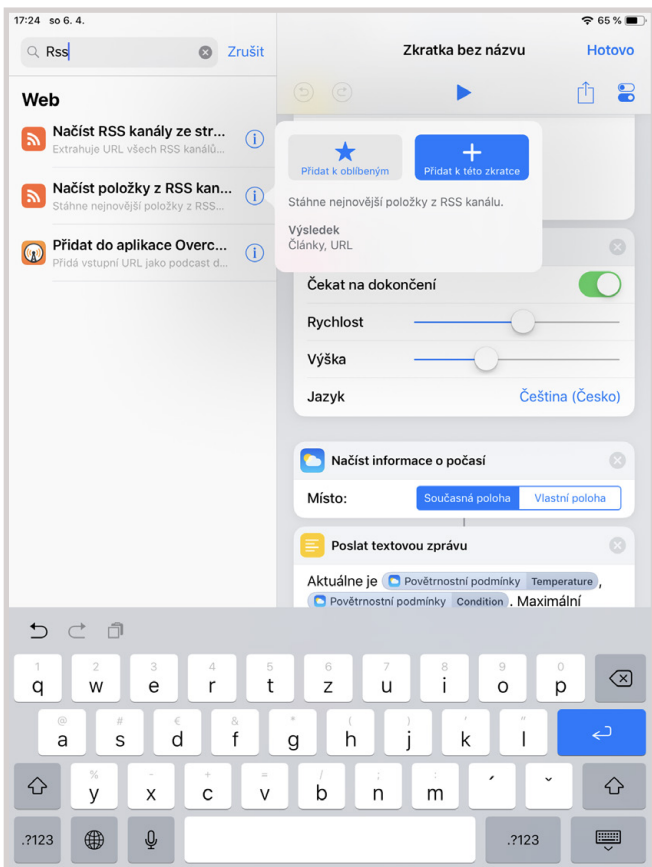 17:24 so 6. 4.
65 %
Rss
Zrušit
Zkratka bez názvu
Hotovo
Web
Načíst RSS kanály ze str...
Extrahuje URL všech RSS kanálů...
Načíst položky z RSS kan...
Stáhne nejnovější položky z RSS...
Přidat do aplikace Overc...
Přidá vstupní URL jako podcast d...
Přidat k oblíbeným
Přidat k této zkratce
Stáhne nejnovější položky z RSS kanálu.
Výsledek
Články, URL
Čekat na dokončení
Rychlost
Výška
Jazyk
Čeština (Česko)
Načíst informace o počasí
Místo:
Současná poloha
Vlastní poloha
Poslat textovou zprávu
Aktuálne je Povětrnostní podmínky Temperature ,
Povětrnostní podmínky Condition . Maximální
1 2 3 4 5 6 7 8 9 0
q w e r t z u i o p
@ # € & * ( ) ' "
a s d f g h j k l
% - + = / ; :
y x c v b n m ´ ˇ
.?123
.?123